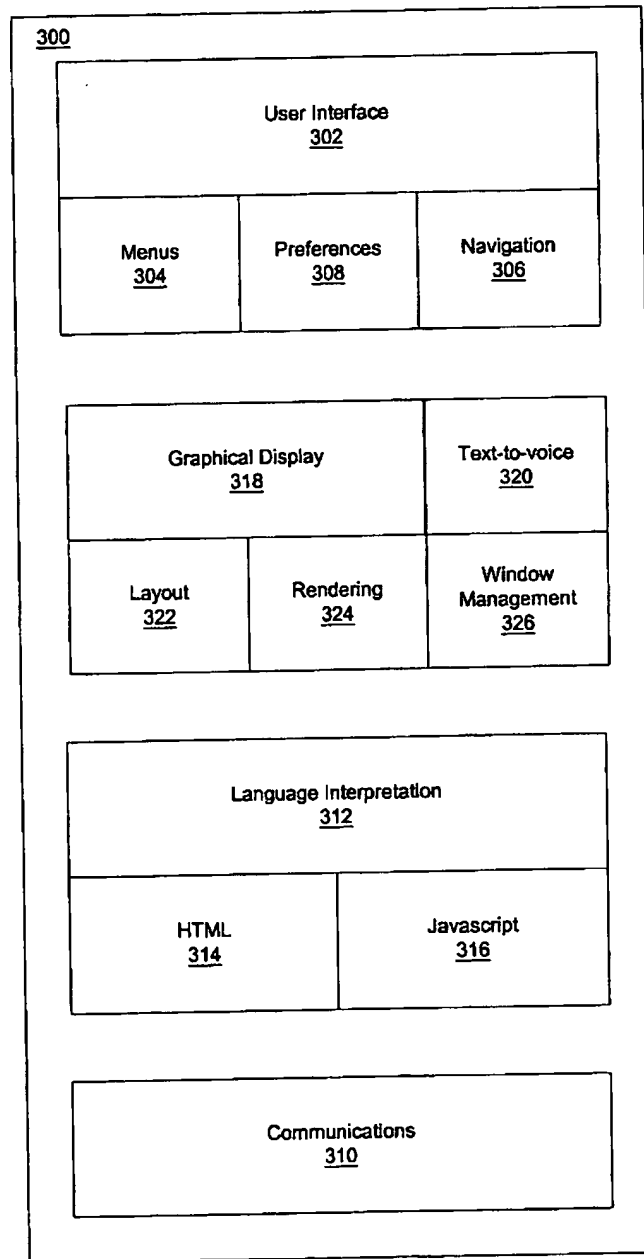 300
User Interface
302
Menus
304
Preferences
308
Navigation
306
Graphical Display
318
Text-to-voice
320
Layout
322
Rendering
324
Window
Management
326
Language Interpretation
312
HTML
314
Javascript
316
Communications
310